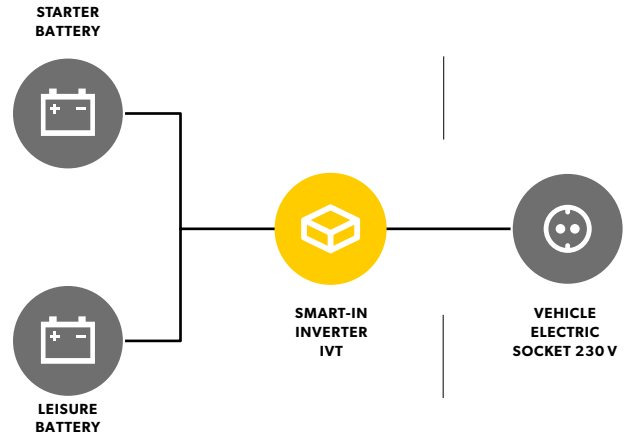 STARTER
BATTERY
SMART-IN
INVERTER
IVT
VEHICLE
ELECTRIC
SOCKET 230 V
LEISURE
BATTERY